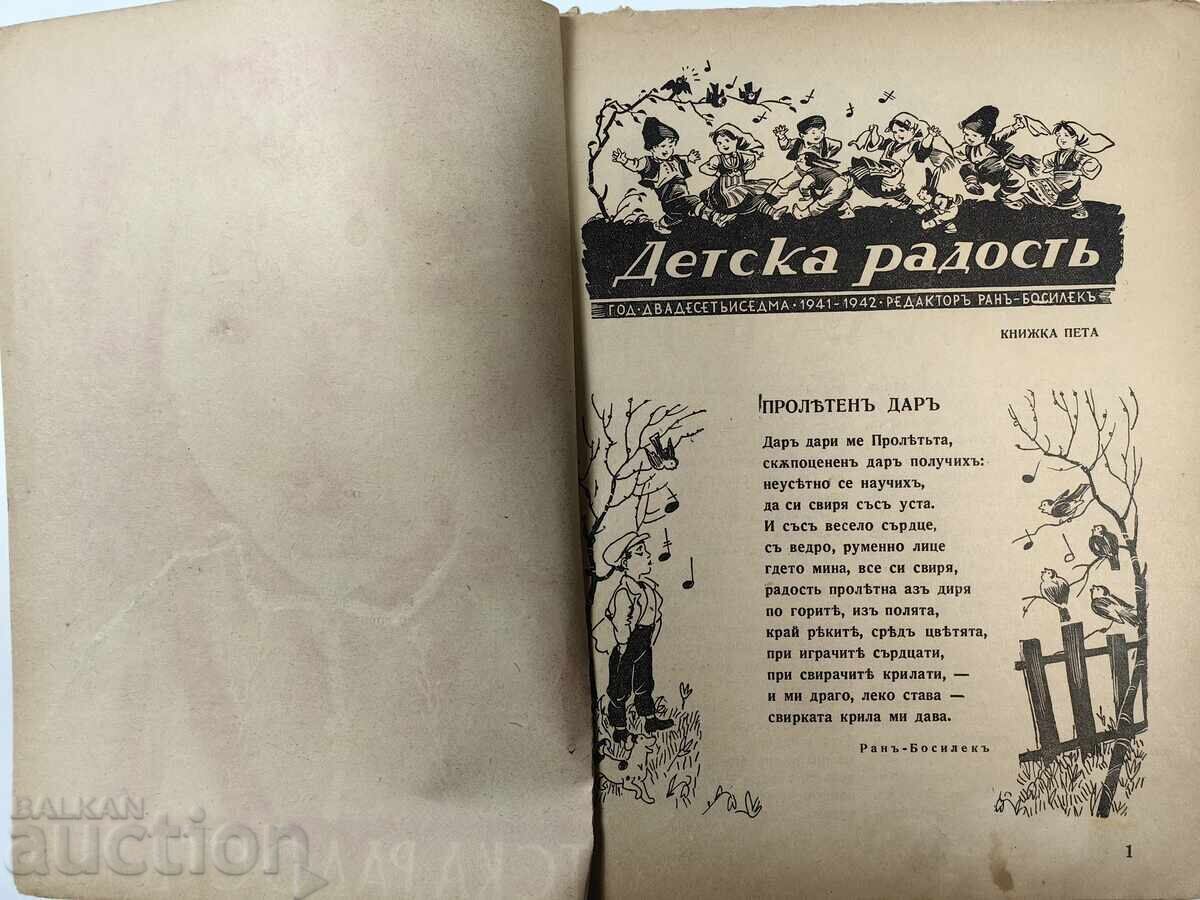 Детска радость
ГОД·ДВАДЕСЕТЬИСЕДМА·1941-1942·РЕДАКТОРЪ РАНЪ-БОСИЛЕКЪ
КНИЖКА ПЕТА
ПРОЛѢТЕНЪ ДАРЪ
Даръ дари ме Пролѣтьта,
скѫпоцененъ даръ получихъ:
неусѣтно се научихъ,
да си свиря съсъ уста.
И съсъ весело сърдце,
съ ведро, руменно лице
гдето мина, все си свиря,
радость пролѣтна азъ диря
по горитѣ, изъ полята,
край рѣкитѣ, срѣдъ цвѣтята,
при играчитѣ сърдцати,
при свирачитѣ крилати, —
и ми драго, леко става —
свирката крила ми дава.
Ранъ-Босилекъ
1
BALKAN
auction